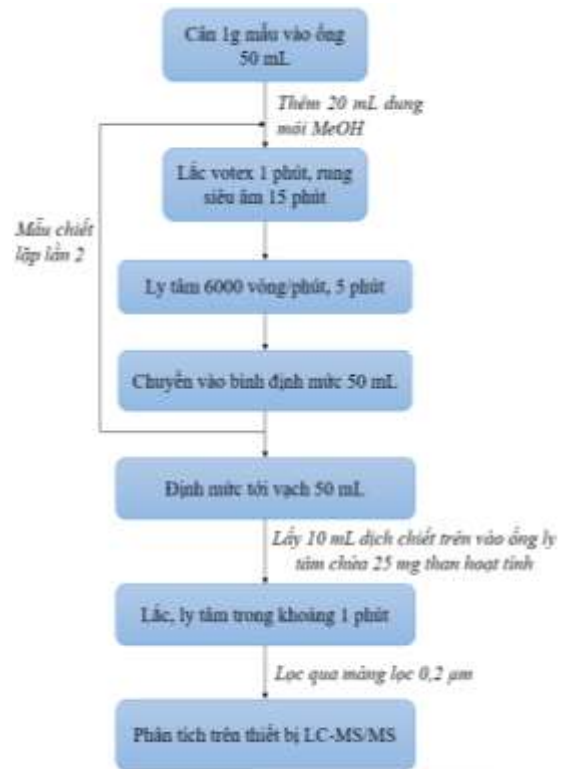 Cân 1g mẫu vào ống
50 mL
Thêm 20 mL dung
môi MeOH
Lắc votex 1 phút, rung
siêu âm 15 phút
Mẫu chiết
lặp lần 2
Ly tâm 6000 vòng/phút, 5 phút
Chuyển vào bình định mức 50 mL
Định mức tới vạch 50 mL
Lấy 10 mL dịch chiết trên vào ống ly
tâm chứa 25 mg than hoạt tính
Lắc, ly tâm trong khoảng 1 phút
Lọc qua màng lọc 0,2 µm
Phân tích trên thiết bị LC-MS/MS